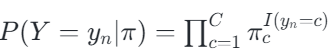 P(Y = y_n|π) = ∏_{c=1}^{C} π_c^{I(y_n=c)}